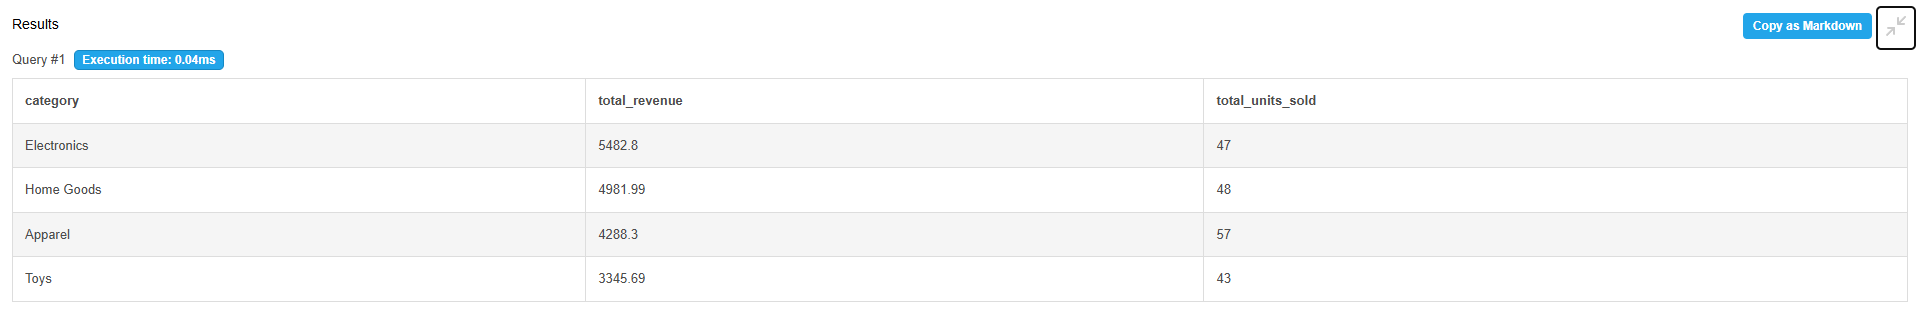 Results
Copy as Markdown
Query #1 Execution time: 0.04ms
category total_revenue total_units_sold
Electronics 5482.8 47
Home Goods 4981.99 48
Apparel 4288.3 57
Toys 3345.69 43